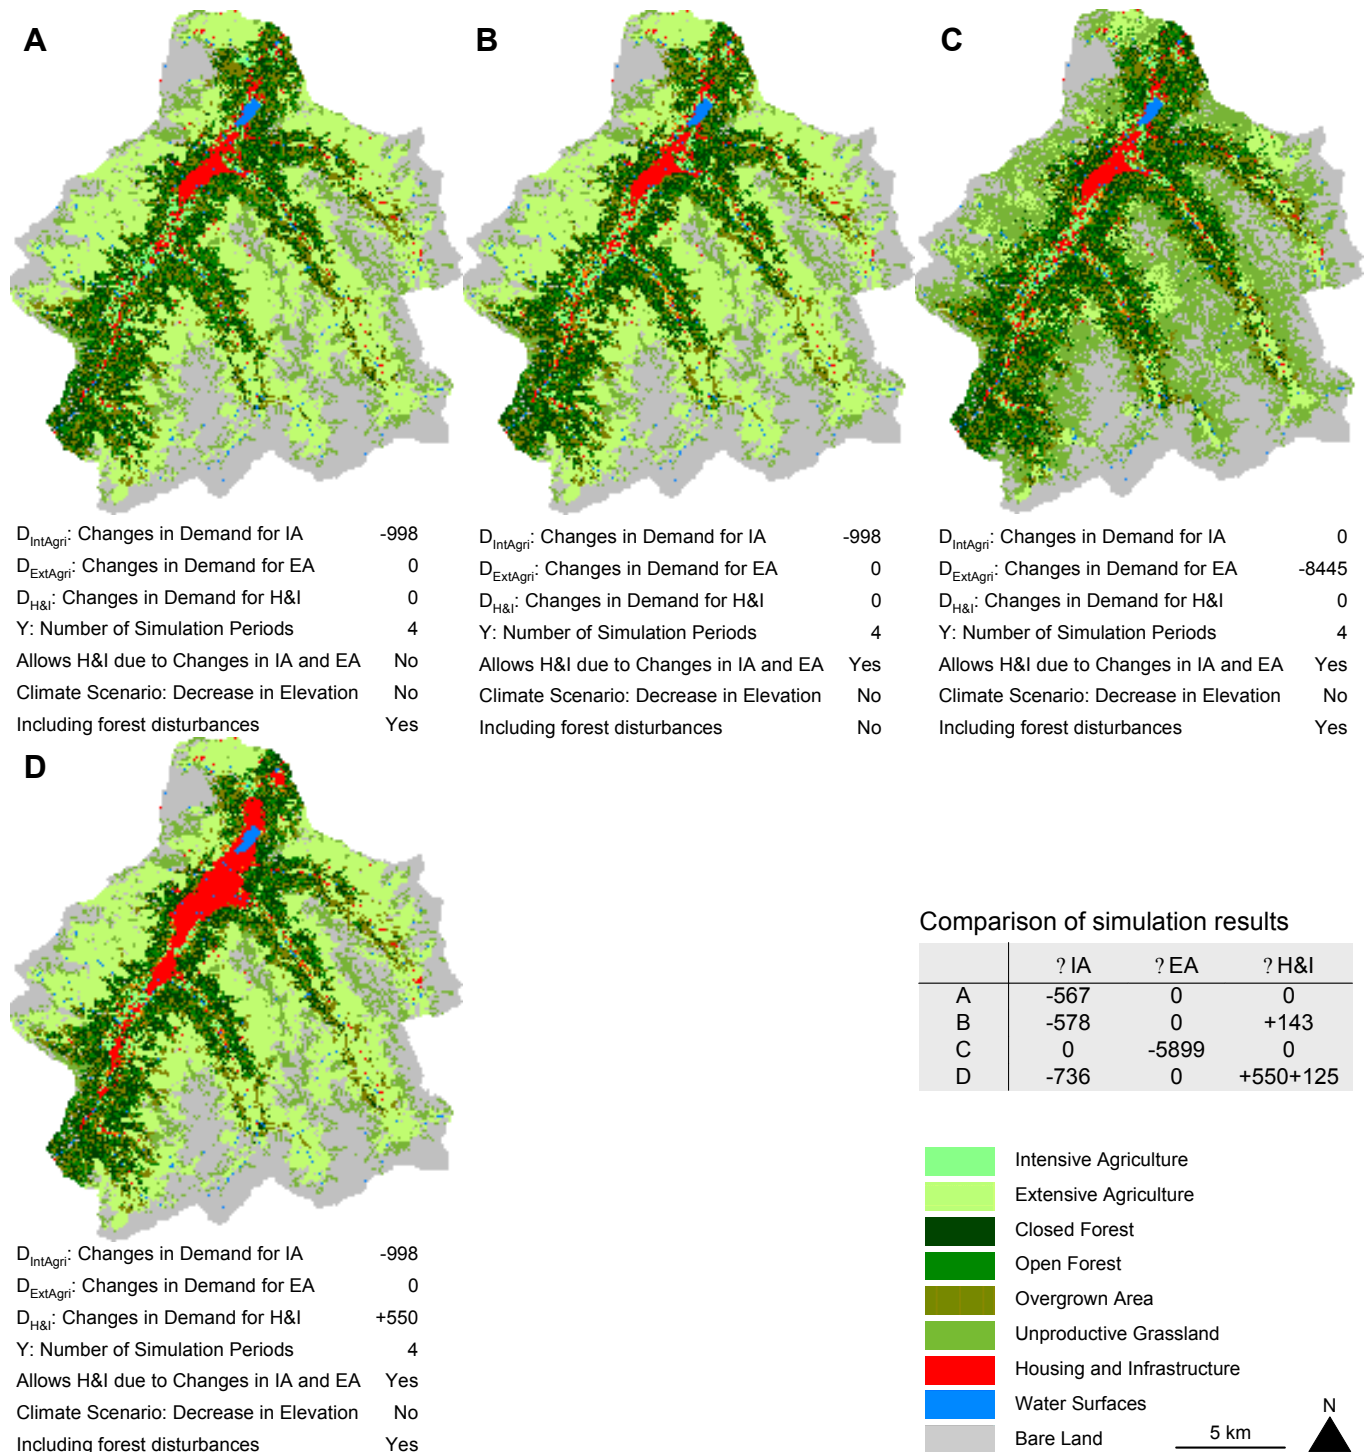 A
B
C
D_IntAgri: Changes in Demand for IA -998
D_ExtAgri: Changes in Demand for EA 0
D_H&I: Changes in Demand for H&I 0
Y: Number of Simulation Periods 4
Allows H&I due to Changes in IA and EA No
Climate Scenario: Decrease in Elevation No
Including forest disturbances Yes
D_IntAgri: Changes in Demand for IA -998
D_ExtAgri: Changes in Demand for EA 0
D_H&I: Changes in Demand for H&I 0
Y: Number of Simulation Periods 4
Allows H&I due to Changes in IA and EA Yes
Climate Scenario: Decrease in Elevation No
Including forest disturbances No
D_IntAgri: Changes in Demand for IA 0
D_ExtAgri: Changes in Demand for EA -8445
D_H&I: Changes in Demand for H&I 0
Y: Number of Simulation Periods 4
Allows H&I due to Changes in IA and EA Yes
Climate Scenario: Decrease in Elevation No
Including forest disturbances Yes
D
D_IntAgri: Changes in Demand for IA -998
D_ExtAgri: Changes in Demand for EA 0
D_H&I: Changes in Demand for H&I +550
Y: Number of Simulation Periods 4
Allows H&I due to Changes in IA and EA Yes
Climate Scenario: Decrease in Elevation No
Including forest disturbances Yes
Comparison of simulation results
? IA ? EA ? H&I
A -567 0 0
B -578 0 +143
C 0 -5899 0
D -736 0 +550+125
Intensive Agriculture
Extensive Agriculture
Closed Forest
Open Forest
Overgrown Area
Unproductive Grassland
Housing and Infrastructure
Water Surfaces
Bare Land
5 km
N